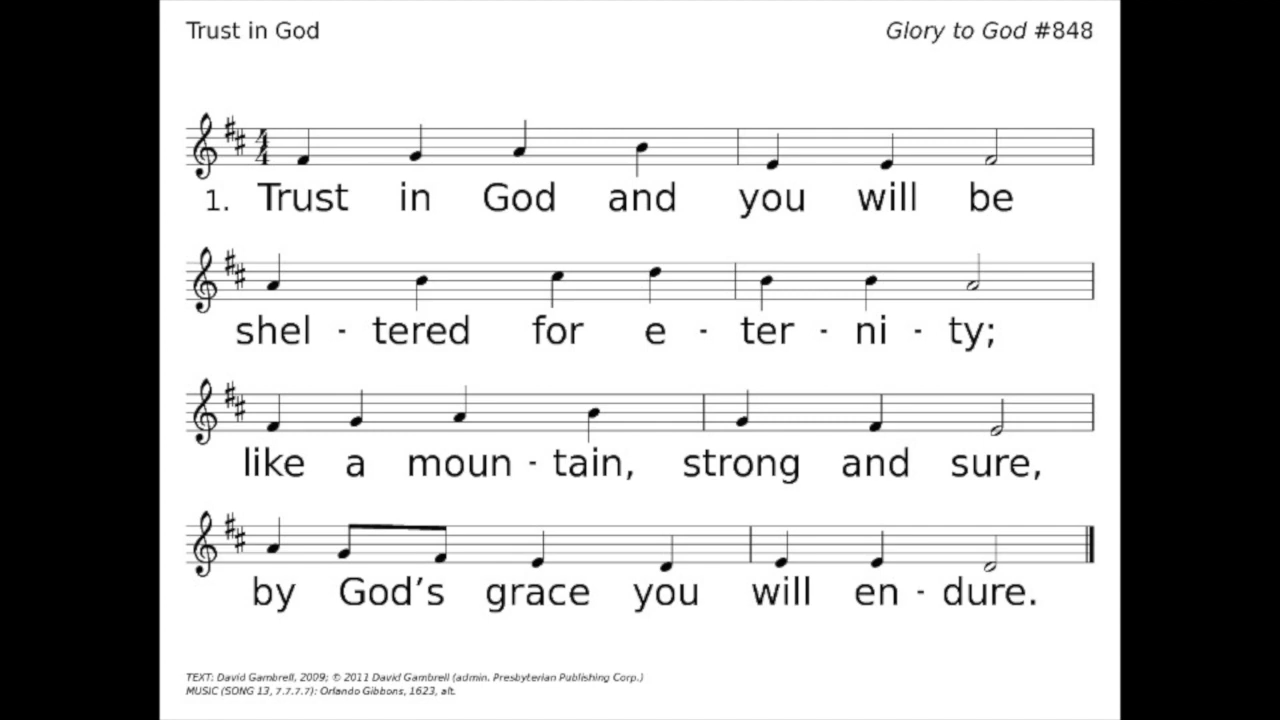 Trust in God
Glory to God #848
4
4
1. Trust in God and you will be
shel - tered for e - ter - ni - ty;
like a moun - tain, strong and sure,
by God’s grace you will en - dure.
TEXT: David Gambrell, 2009; © 2011 David Gambrell (admin. Presbyterian Publishing Corp.)
MUSIC (SONG 13, 7.7.7.7): Orlando Gibbons, 1623, alt.